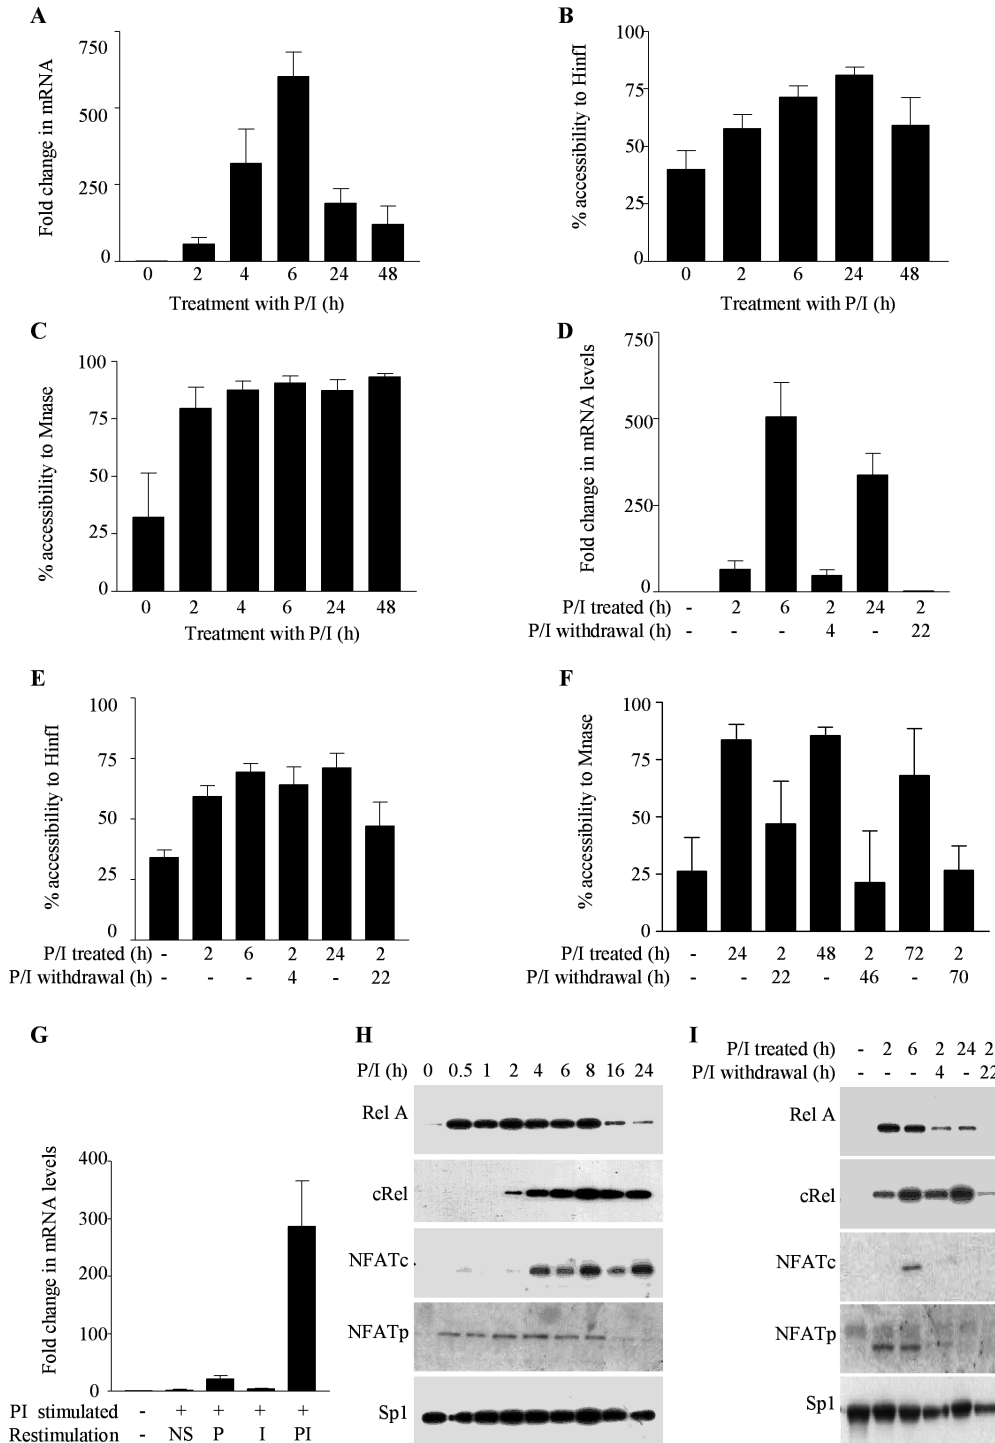 A
Fold change in mRNA
750
500
250
0
0 2 4 6 24 48
Treatment with P/I (h)
B
% accessibility to HinfI
100
75
50
25
0
0 2 6 24 48
Treatment with P/I (h)
C
% accessibility to Mnase
100
75
50
25
0
0 2 4 6 24 48
Treatment with P/I (h)
D
Fold change in mRNA levels
750
500
250
0
P/I treated (h) - 2 6 2 24 2
P/I withdrawal (h) - - - 4 - 22
E
% accessibility to HinfI
100
75
50
25
0
P/I treated (h) - 2 6 2 24 2
P/I withdrawal (h) - - - 4 - 22
F
% accessibility to Mnase
100
75
50
25
0
P/I treated (h) - 24 2 48 2 72 2
P/I withdrawal (h) - - 22 - 46 - 70
G
Fold change in mRNA levels
400
300
200
100
0
PI stimulated - + + + +
Restimulation - NS P I PI
H
P/I (h) 0 0.5 1 2 4 6 8 16 24
Rel A
cRel
NFATc
NFATp
Sp1
I
P/I treated (h) - 2 6 2 24 2
P/I withdrawal (h) - - - 4 - 22
Rel A
cRel
NFATc
NFATp
Sp1